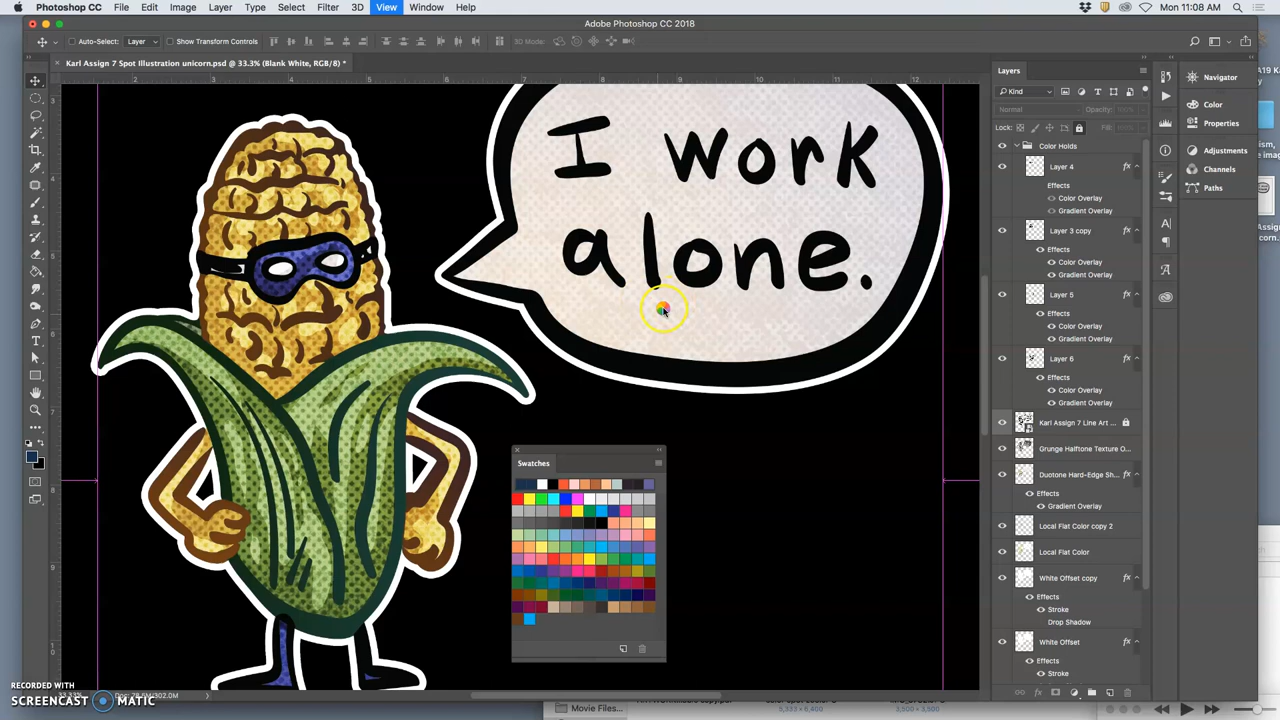 Photoshop CC File Edit Image Layer Type Select Filter 3D View Window Help Mon 11:08 AM
Adobe Photoshop CC 2018
Auto-Select: Layer Show Transform Controls 3D Mode:
Karl Assign 7 Spot Illustration unicorn.psd @ 33.3% (Blank White, RGB/8) *
I work
alone.
Swatches
Layers
Kind
Normal Opacity:
Lock: Fill:
Color Holds
Layer 4
Effects
Color Overlay
Gradient Overlay
Layer 3 copy
Effects
Color Overlay
Gradient Overlay
Layer 5
Effects
Color Overlay
Gradient Overlay
Layer 6
Effects
Color Overlay
Gradient Overlay
Karl Assign 7 Line Art ...
Grunge Halftone Texture O...
Duotone Hard-Edge Sh...
Effects
Gradient Overlay
Local Flat Color copy 2
Local Flat Color
White Offset copy
Effects
Stroke
Drop Shadow
White Offset
Effects
Stroke
Navigator
Color
Properties
Adjustments
Channels
Paths
RECORDED WITH
SCREENCAST MATIC
Movie Files...